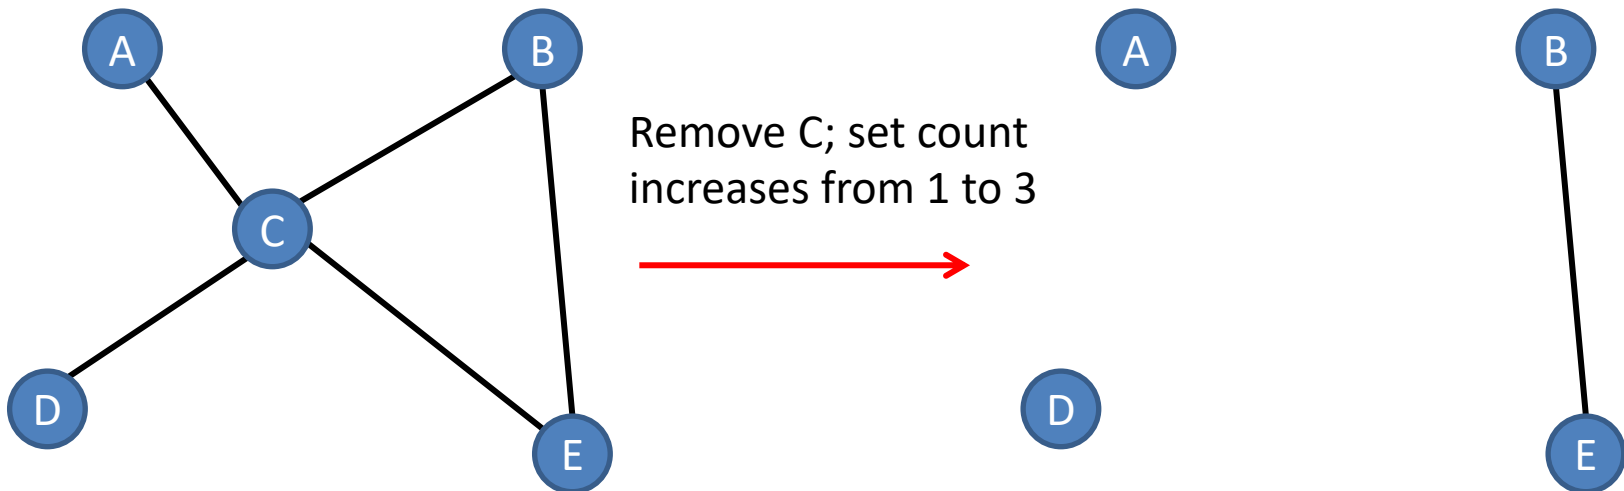 A
B
A
B
Remove C; set count
increases from 1 to 3
C
D
D
E
E